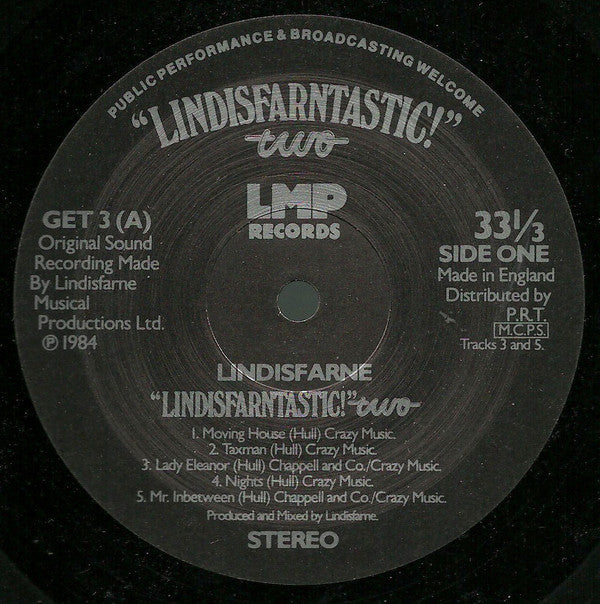 PUBLIC PERFORMANCE & BROADCASTING WELCOME
"LINDISFARNTASTIC!"
two
LMP
RECORDS
GET 3 (A)
Original Sound
Recording Made
By Lindisfarne
Musical
Productions Ltd.
℗ 1984
33⅓
SIDE ONE
Made in England
Distributed by
P.R.T.
M.C.P.S.
Tracks 3 and 5.
LINDISFARNE
"LINDISFARNTASTIC!" two
1. Moving House (Hull) Crazy Music.
2. Taxman (Hull) Crazy Music.
3. Lady Eleanor (Hull) Chappell and Co./Crazy Music.
4. Nights (Hull) Crazy Music.
5. Mr. Inbetween (Hull) Chappell and Co./Crazy Music.
Produced and Mixed by Lindisfarne.
STEREO